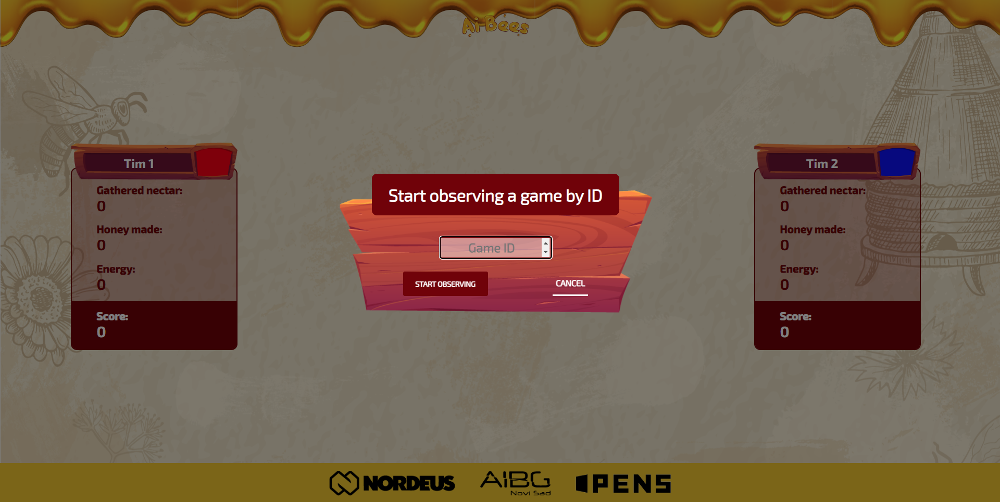 Ai Bees
Tim 1
Gathered nectar:
0
Honey made:
0
Energy:
0
Score:
0
Start observing a game by ID
Game ID
START OBSERVING
CANCEL
Tim 2
Gathered nectar:
0
Honey made:
0
Energy:
0
Score:
0
NORDEUS
AIBG
Novi Sad
OPENS